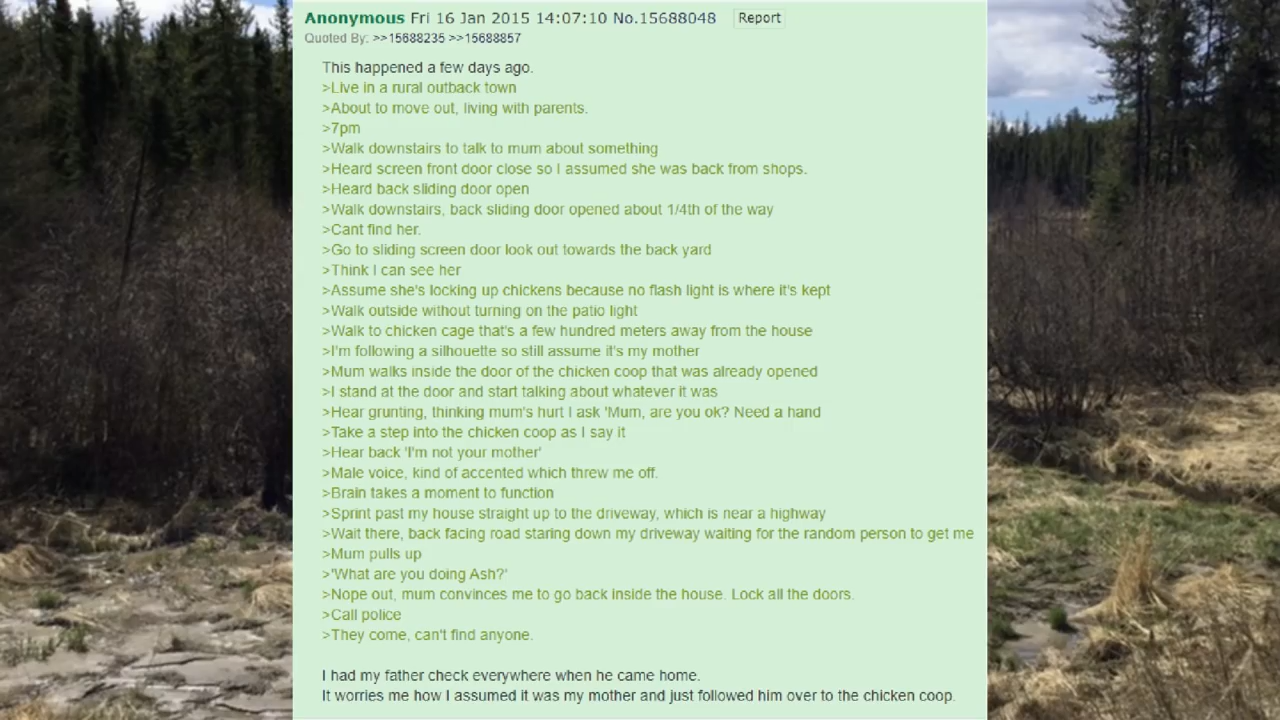 Anonymous Fri 16 Jan 2015 14:07:10 No.15688048 Report
Quoted By: >>15688235 >>15688857
This happened a few days ago.
>Live in a rural outback town
>About to move out, living with parents.
>7pm
>Walk downstairs to talk to mum about something
>Heard screen front door close so I assumed she was back from shops.
>Heard back sliding door open
>Walk downstairs, back sliding door opened about 1/4th of the way
>Cant find her.
>Go to sliding screen door look out towards the back yard
>Think I can see her
>Assume she's locking up chickens because no flash light is where it's kept
>Walk outside without turning on the patio light
>Walk to chicken cage that's a few hundred meters away from the house
>I'm following a silhouette so still assume it's my mother
>Mum walks inside the door of the chicken coop that was already opened
>I stand at the door and start talking about whatever it was
>Hear grunting, thinking mum's hurt I ask 'Mum, are you ok? Need a hand
>Take a step into the chicken coop as I say it
>Hear back 'I'm not your mother'
>Male voice, kind of accented which threw me off.
>Brain takes a moment to function
>Sprint past my house straight up to the driveway, which is near a highway
>Wait there, back facing road staring down my driveway waiting for the random person to get me
>Mum pulls up
>'What are you doing Ash?'
>Nope out, mum convinces me to go back inside the house. Lock all the doors.
>Call police
>They come, can't find anyone.
I had my father check everywhere when he came home.
It worries me how I assumed it was my mother and just followed him over to the chicken coop.